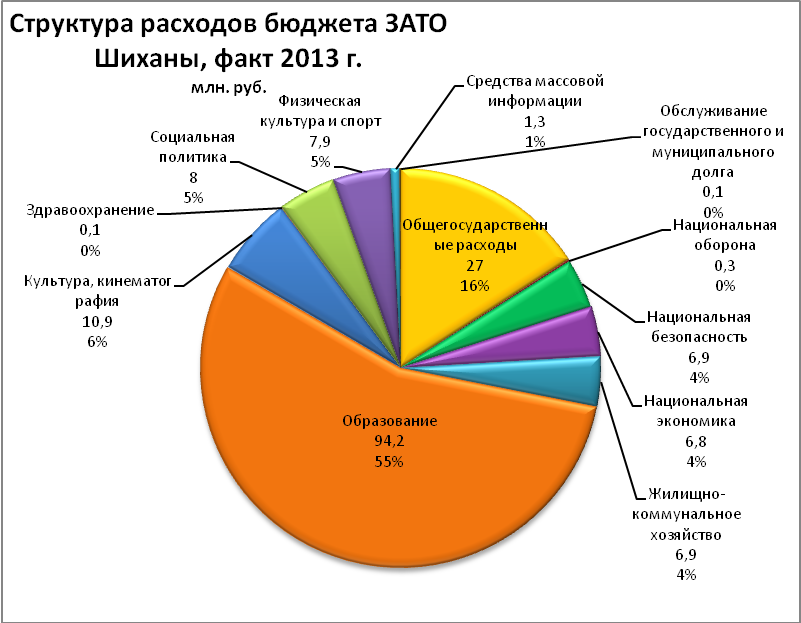 Структура расходов бюджета ЗАТО
Шиханы, факт 2013 г.
млн. руб.
Средства массовой
информации
1,3
1%
Обслуживание
государственного и
муниципального
долга
0,1
0%
Общегосударственн
ые расходы
27
16%
Национальная
оборона
0,3
0%
Национальная
безопасность
6,9
4%
Национальная
экономика
6,8
4%
Жилищно-
коммунальное
хозяйство
6,9
4%
Образование
94,2
55%
Культура, кинематог
рафия
10,9
6%
Здравоохранение
0,1
0%
Социальная
политика
8
5%
Физическая
культура и спорт
7,9
5%